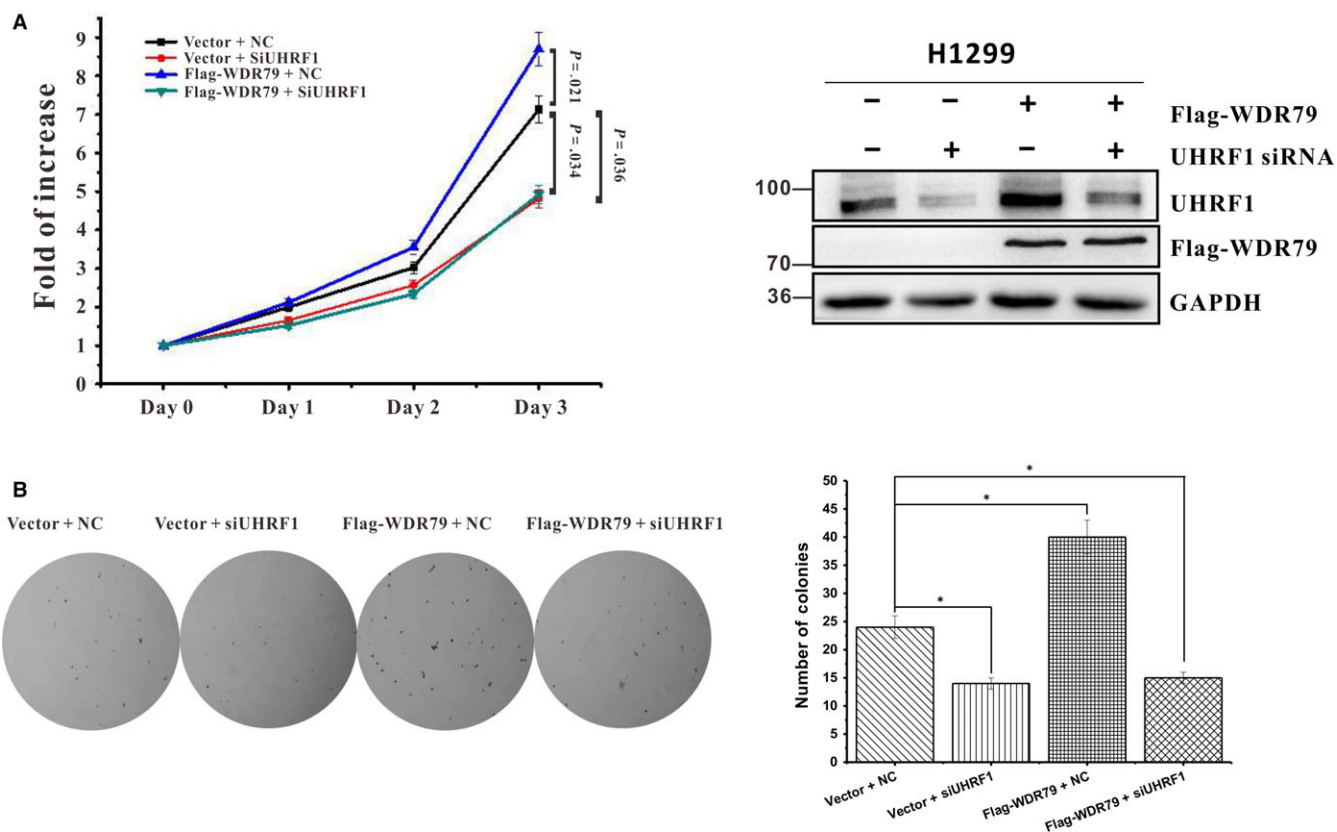 A
Vector + NC
Vector + SiUHRF1
Flag-WDR79 + NC
Flag-WDR79 + SiUHRF1
Fold of increase
9
8
7
6
5
4
3
2
1
0
Day 0 Day 1 Day 2 Day 3
P = .021
P = .034
P = .036
H1299
− − + + Flag-WDR79
− + − + UHRF1 siRNA
100 UHRF1
Flag-WDR79
70
36 GAPDH
B
Vector + NC Vector + siUHRF1 Flag-WDR79 + NC Flag-WDR79 + siUHRF1
Number of colonies
50
45
40
35
30
25
20
15
10
5
0
*
*
*
Vector + NC
Vector + siUHRF1
Flag-WDR79 + NC
Flag-WDR79 + siUHRF1